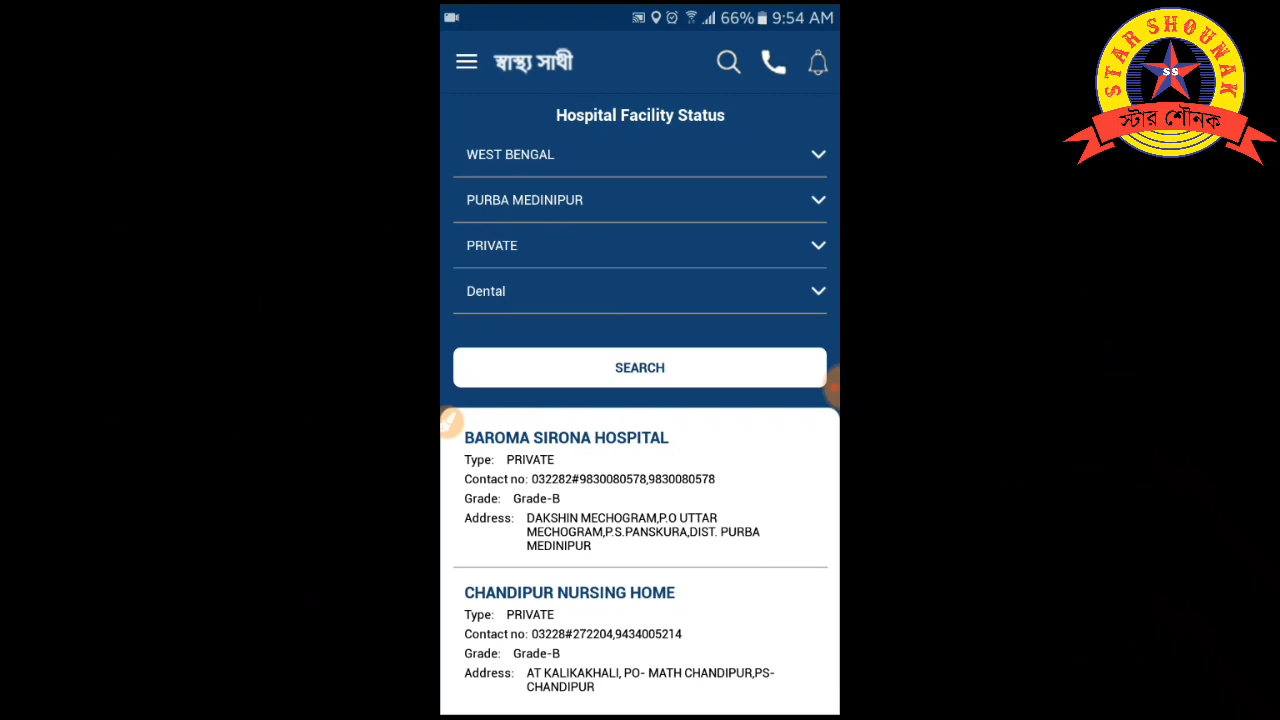 66% 9:54 AM
স্বাস্থ্য সাথী
Hospital Facility Status
WEST BENGAL
PURBA MEDINIPUR
PRIVATE
Dental
SEARCH
BAROMA SIRONA HOSPITAL
Type: PRIVATE
Contact no: 032282#9830080578,9830080578
Grade: Grade-B
Address: DAKSHIN MECHOGRAM,P.O UTTAR
MECHOGRAM,P.S.PANSKURA,DIST. PURBA
MEDINIPUR
CHANDIPUR NURSING HOME
Type: PRIVATE
Contact no: 03228#272204,9434005214
Grade: Grade-B
Address: AT KALIKAKHALI, PO- MATH CHANDIPUR,PS-
CHANDIPUR
STAR SHOUNAK
SS
স্টার শৌনক